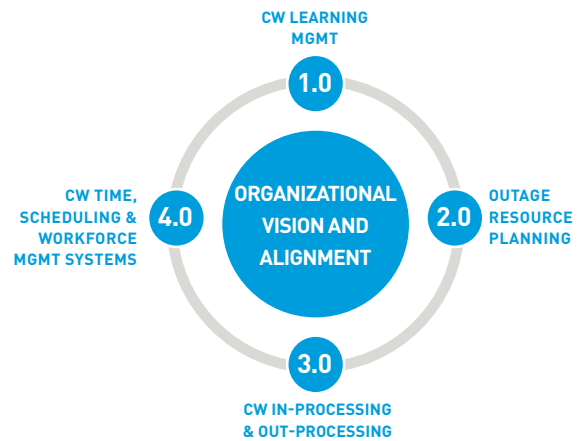 CW LEARNING
MGMT
1.0
ORGANIZATIONAL
VISION AND
ALIGNMENT
2.0
OUTAGE
RESOURCE
PLANNING
3.0
CW IN-PROCESSING
& OUT-PROCESSING
4.0
CW TIME,
SCHEDULING &
WORKFORCE
MGMT SYSTEMS